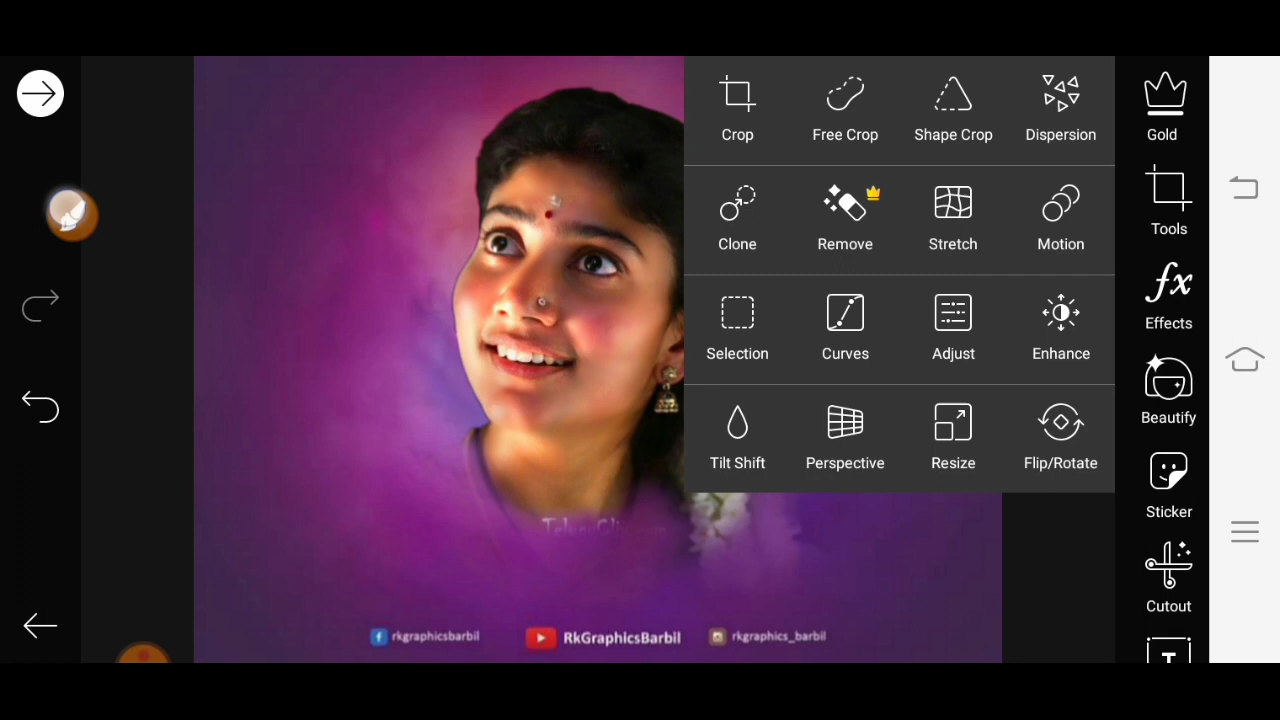 Crop
Free Crop
Shape Crop
Dispersion
Gold
Clone
Remove
Stretch
Motion
Tools
Selection
Curves
Adjust
Enhance
fx
Effects
Beautify
Tilt Shift
Perspective
Resize
Flip/Rotate
Sticker
Cutout
T
rkgraphicsbarbil
RkGraphicsBarbil
rkgraphics_barbil